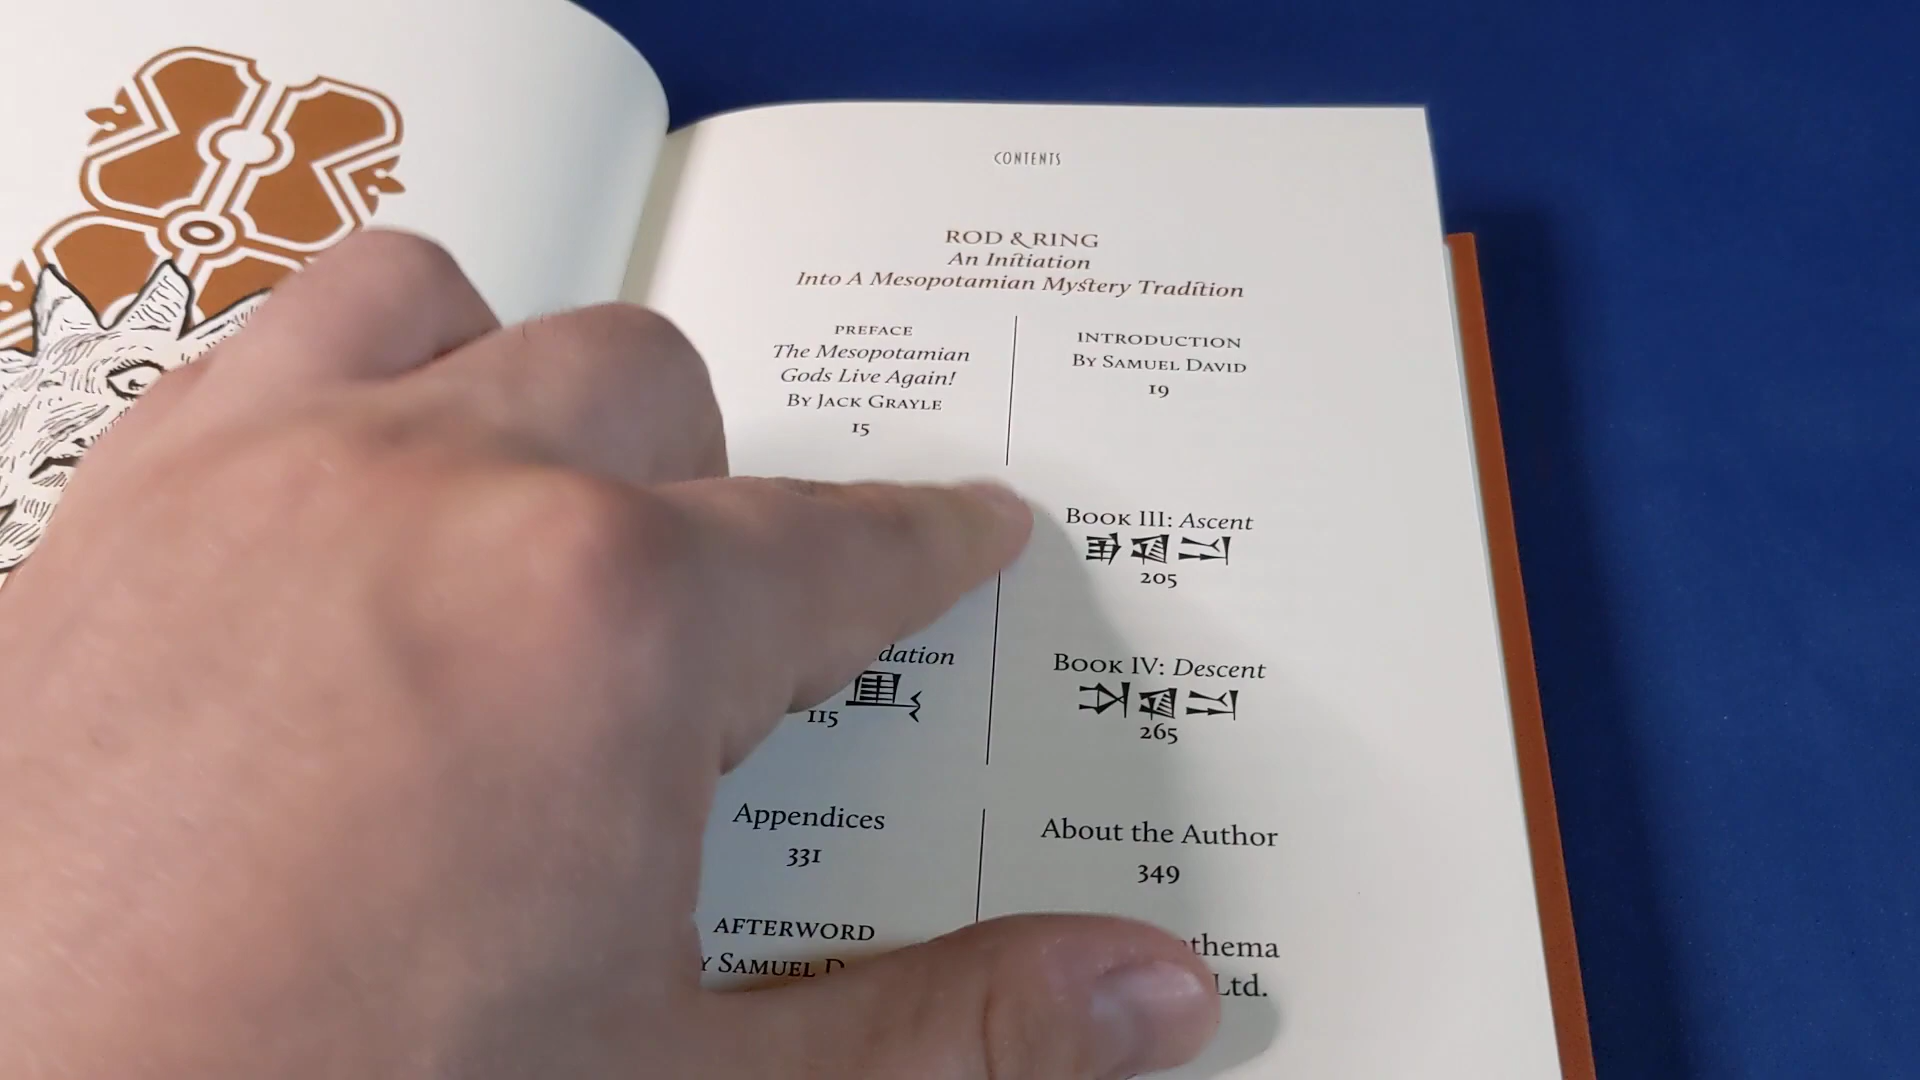 CONTENTS
ROD & RING
An Initiation
Into A Mesopotamian Mystery Tradition
PREFACE
The Mesopotamian
Gods Live Again!
By Jack Grayle
15
INTRODUCTION
By Samuel David
19
dation
115
Book III: Ascent
205
Book IV: Descent
265
Appendices
331
About the Author
349
AFTERWORD
Samuel
thema
Ltd.